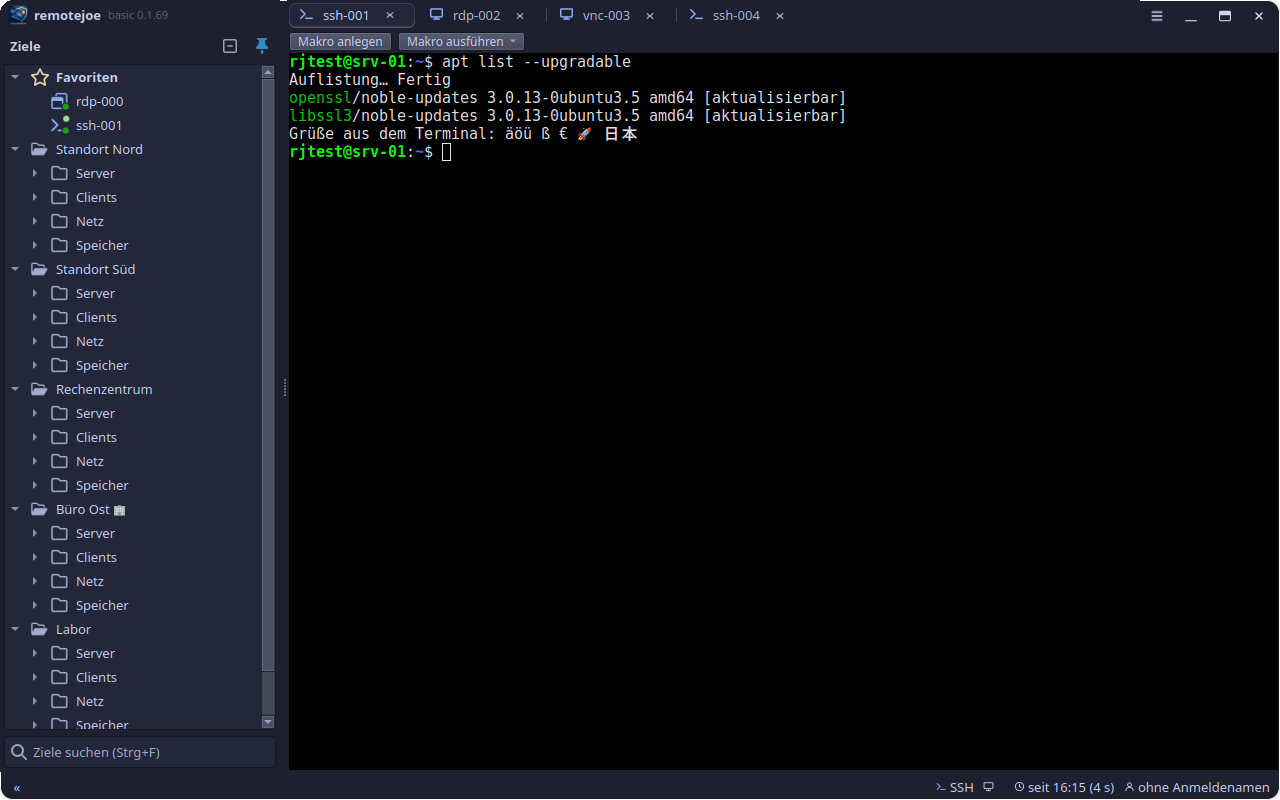 remotejoe basic 0.1.69
ssh-001 × rdp-002 × vnc-003 × ssh-004 ×
Ziele
Makro anlegen Makro ausführen
Favoriten
rdp-000
ssh-001
Standort Nord
Server
Clients
Netz
Speicher
Standort Süd
Server
Clients
Netz
Speicher
Rechenzentrum
Server
Clients
Netz
Speicher
Büro Ost 🏢
Server
Clients
Netz
Speicher
Labor
Server
Clients
Netz
Speicher
Ziele suchen (Strg+F)
rjtest@srv-01:~$ apt list --upgradable
Auflistung… Fertig
openssl/noble-updates 3.0.13-0ubuntu3.5 amd64 [aktualisierbar]
libssl3/noble-updates 3.0.13-0ubuntu3.5 amd64 [aktualisierbar]
Grüße aus dem Terminal: äöü ß € 🚀 日本
rjtest@srv-01:~$
« SSH seit 16:15 (4 s) ohne Anmeldenamen